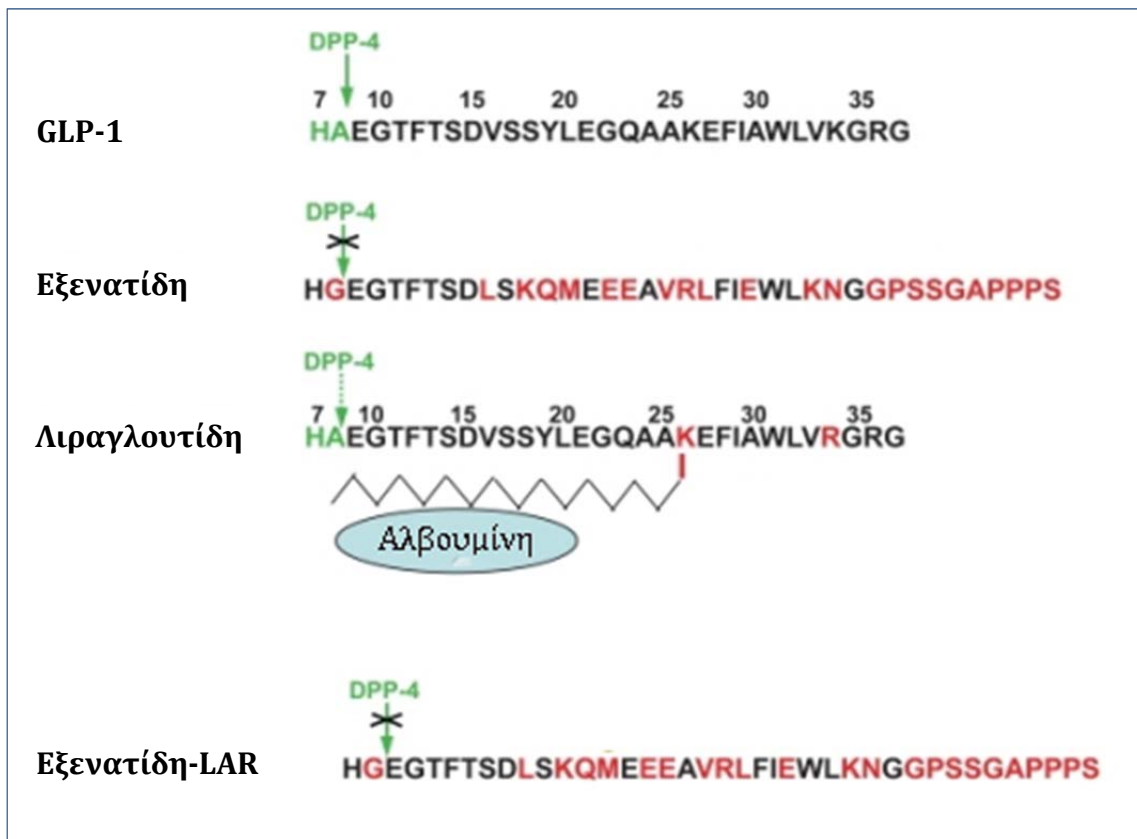 DPP-4
7 10 15 20 25 30 35
GLP-1 HAEGTFTSDVSSYLEGQAAKEFIAWLVKGRG
DPP-4
Εξενατίδη HGEGTFTSDLSKQMEEEAVRLFIEWLKNGGPSSGAPPPS
DPP-4
7 10 15 20 25 30 35
Λιραγλουτίδη HAEGTFTSDVSSYLEGQAAKEFIAWLVRGRG
Αλβουμίνη
DPP-4
Εξενατίδη-LAR HGEGTFTSDLSKQMEEEAVRLFIEWLKNGGPSSGAPPPS